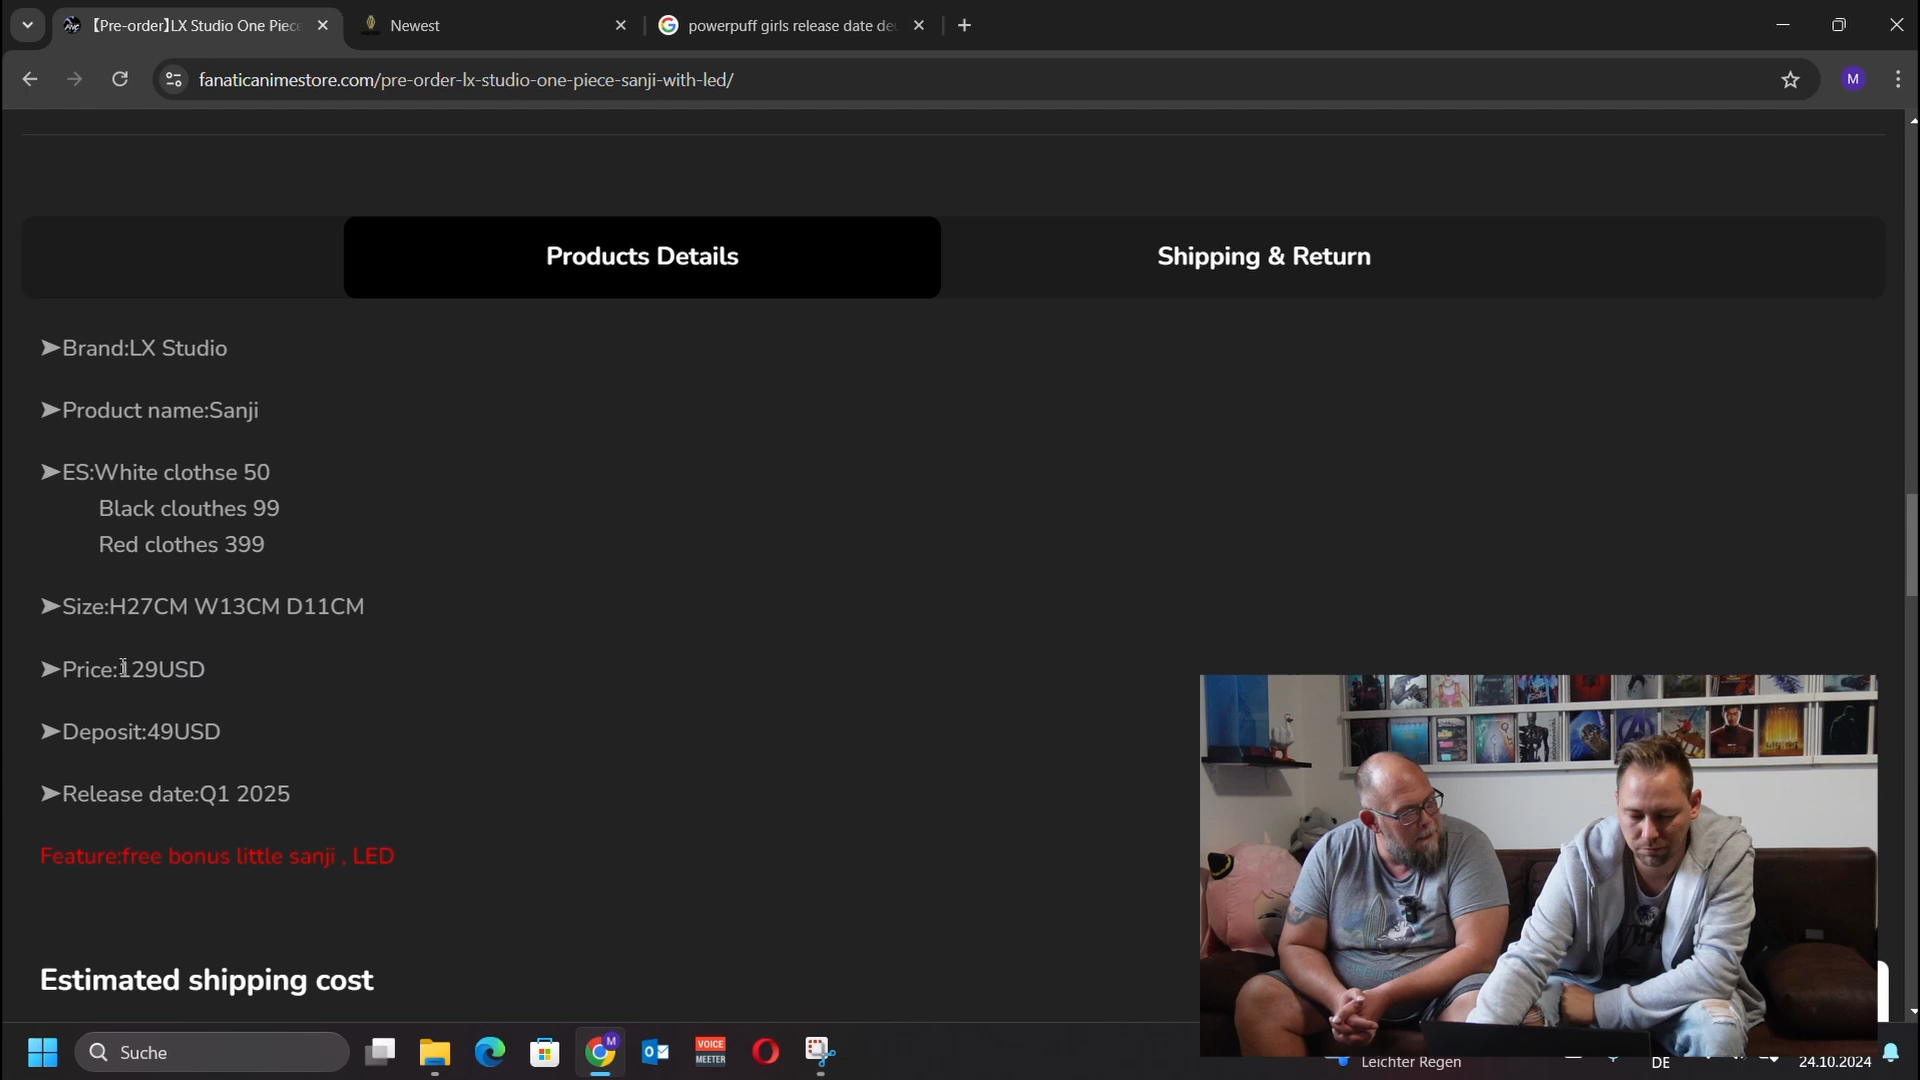 【Pre-order】LX Studio One Piece
Newest
powerpuff girls release date de
fanaticanimestore.com/pre-order-lx-studio-one-piece-sanji-with-led/
M
Products Details
Shipping & Return
➤Brand:LX Studio
➤Product name:Sanji
➤ES:White clothse 50
Black clouthes 99
Red clothes 399
➤Size:H27CM W13CM D11CM
➤Price:129USD
➤Deposit:49USD
➤Release date:Q1 2025
Feature:free bonus little sanji , LED
Estimated shipping cost
Suche
M
VOICE
MEETER
Leichter Regen
DE
24.10.2024